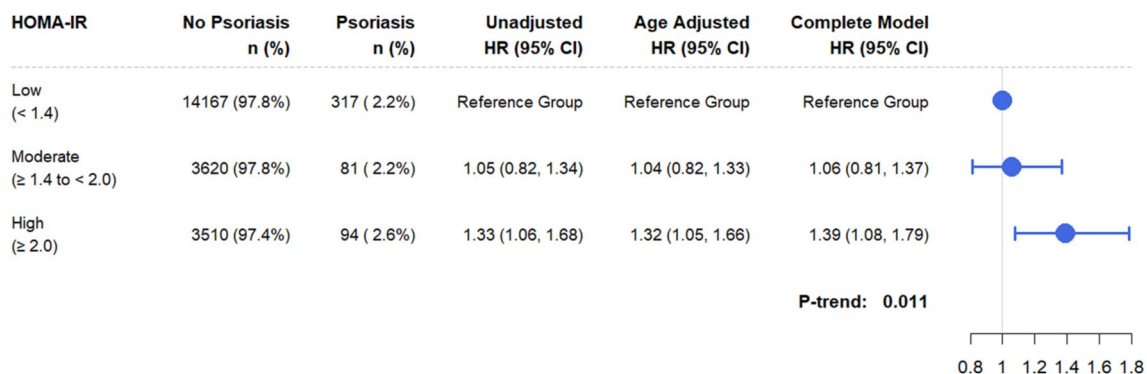 HOMA-IR No Psoriasis Psoriasis Unadjusted Age Adjusted Complete Model
n (%) n (%) HR (95% CI) HR (95% CI) HR (95% CI)
Low
(< 1.4) 14167 (97.8%) 317 ( 2.2%) Reference Group Reference Group Reference Group
Moderate
(≥ 1.4 to < 2.0) 3620 (97.8%) 81 ( 2.2%) 1.05 (0.82, 1.34) 1.04 (0.82, 1.33) 1.06 (0.81, 1.37)
High
(≥ 2.0) 3510 (97.4%) 94 ( 2.6%) 1.33 (1.06, 1.68) 1.32 (1.05, 1.66) 1.39 (1.08, 1.79)
P-trend: 0.011
0.8 1 1.2 1.4 1.6 1.8